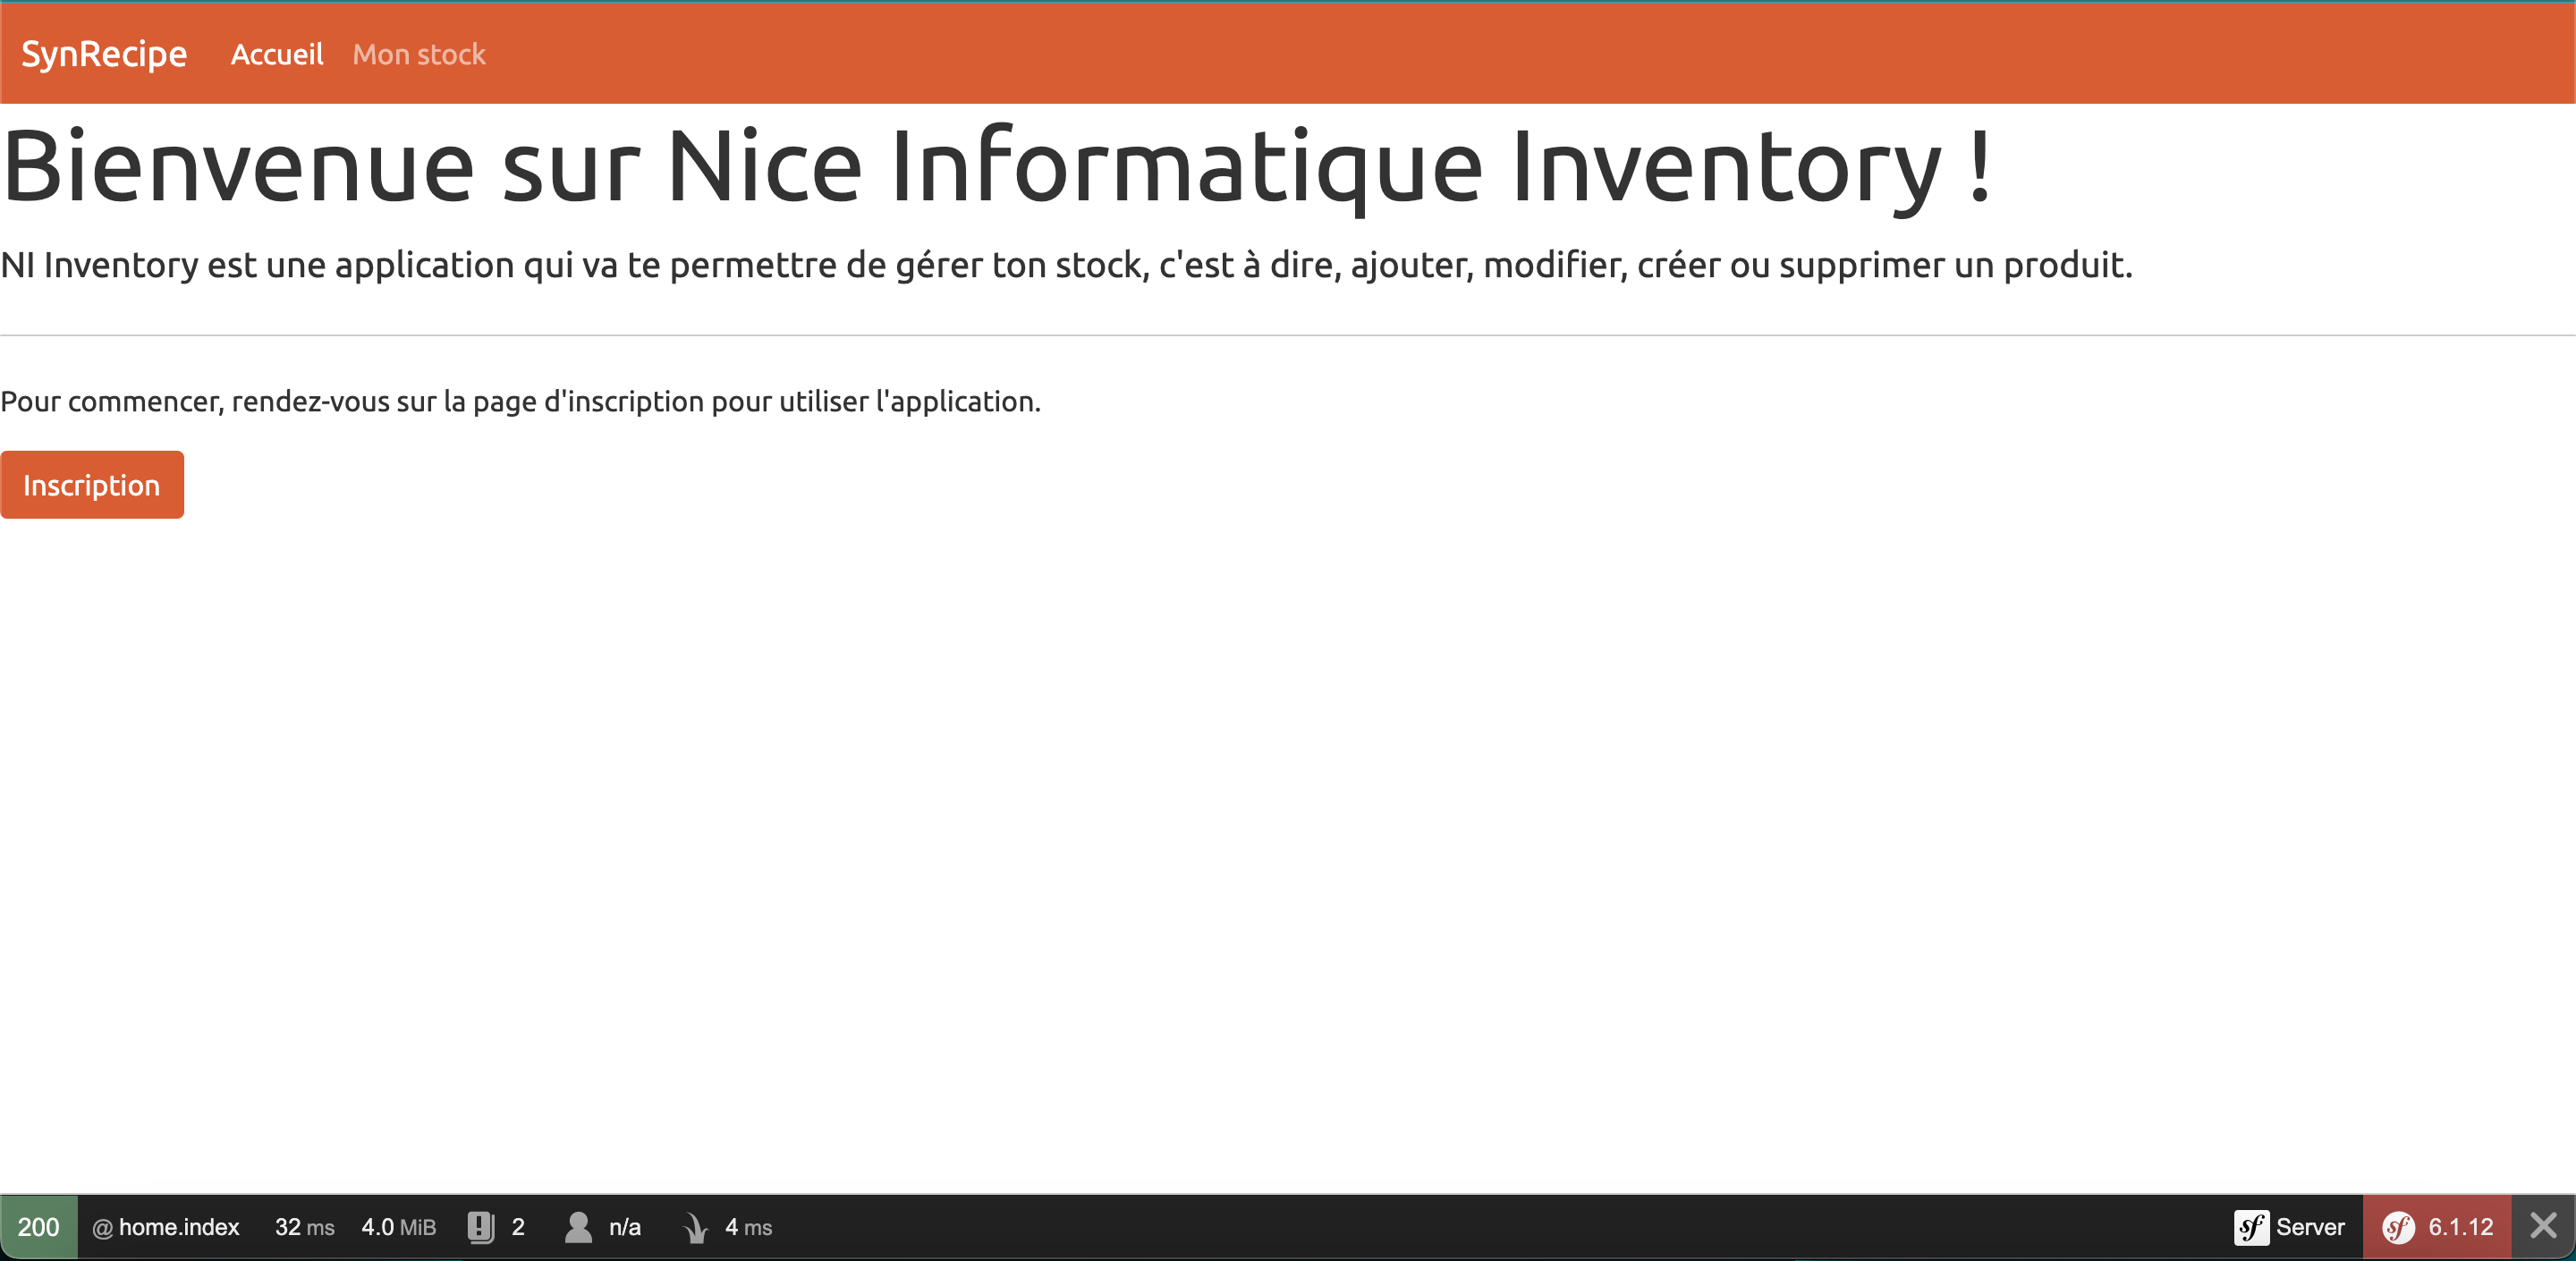 SynRecipe Accueil Mon stock
Bienvenue sur Nice Informatique Inventory !
NI Inventory est une application qui va te permettre de gérer ton stock, c'est à dire, ajouter, modifier, créer ou supprimer un produit.
Pour commencer, rendez-vous sur la page d'inscription pour utiliser l'application.
Inscription
200 @ home.index 32 ms 4.0 MiB 2 n/a 4 ms sf Server sf 6.1.12